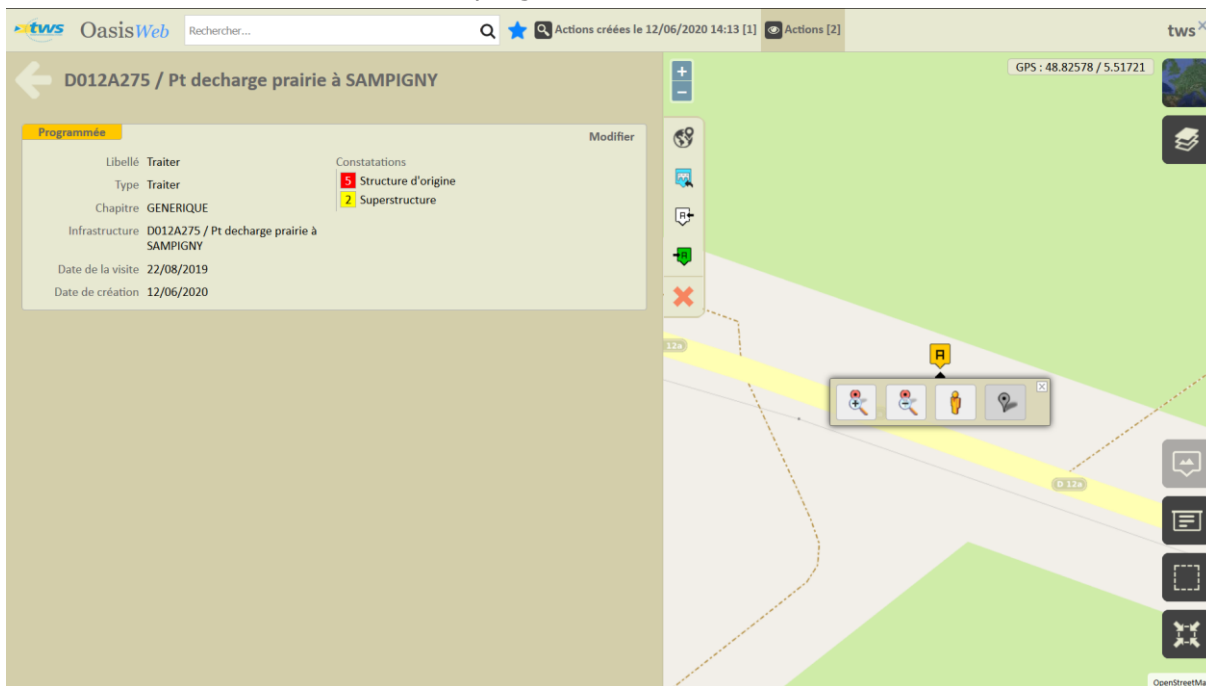 tws OasisWeb Rechercher... Actions créées le 12/06/2020 14:13 [1] Actions [2] tws
D012A275 / Pt decharge prairie à SAMPIGNY
GPS : 48.82578 / 5.51721
Programmée Modifier
Libellé Traiter
Type Traiter
Chapitre GENERIQUE
Infrastructure D012A275 / Pt decharge prairie à
SAMPIGNY
Date de la visite 22/08/2019
Date de création 12/06/2020
Constatations
5 Structure d'origine
2 Superstructure
12a
A
D 12a
OpenStreetMa